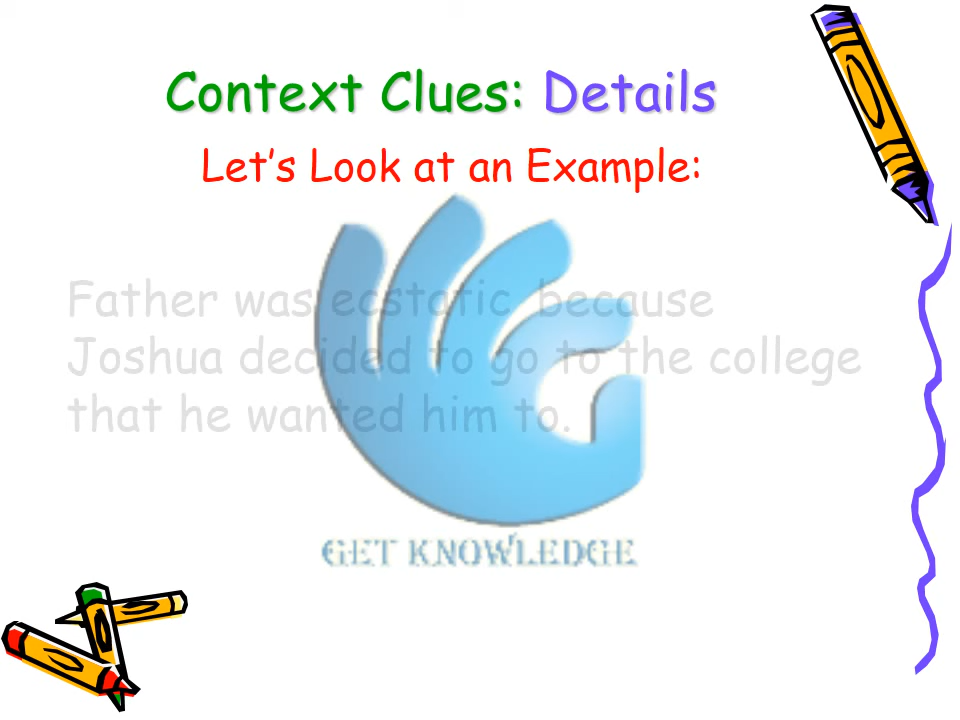 Context Clues: Details
Let's Look at an Example:
Father was ecstatic because
Joshua decided to go to the college
that he wanted him to.
GET KNOWLEDGE